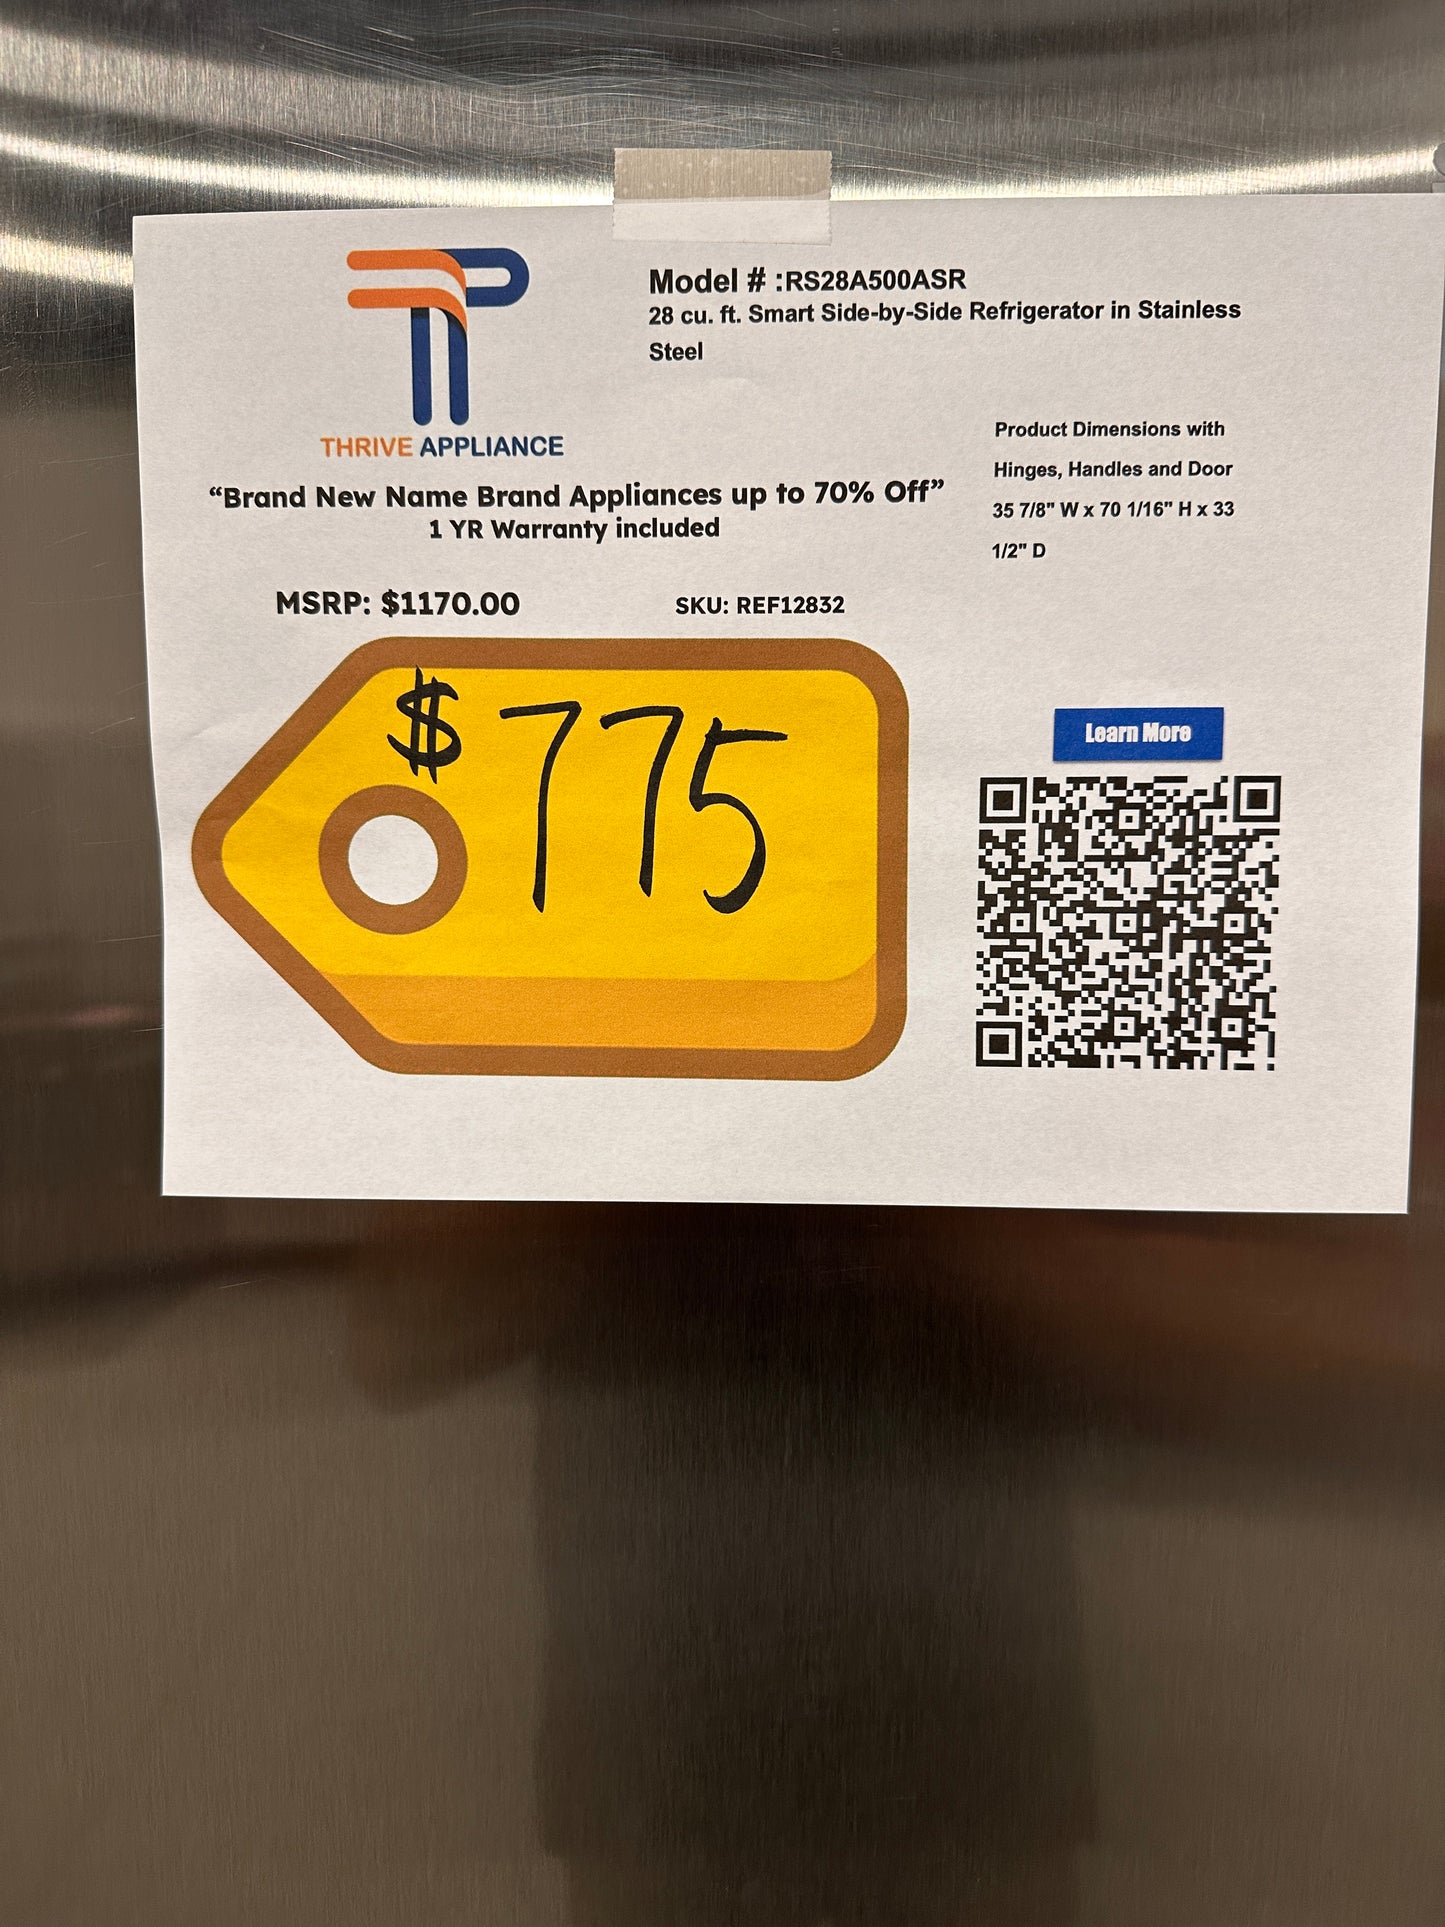 THRIVE APPLIANCE
Model # :RS28A500ASR
28 cu. ft. Smart Side-by-Side Refrigerator in Stainless
Steel
“Brand New Name Brand Appliances up to 70% Off”
1 YR Warranty included
Product Dimensions with
Hinges, Handles and Door
35 7/8" W x 70 1/16" H x 33
1/2" D
MSRP: $1170.00
SKU: REF12832
$775
Learn More